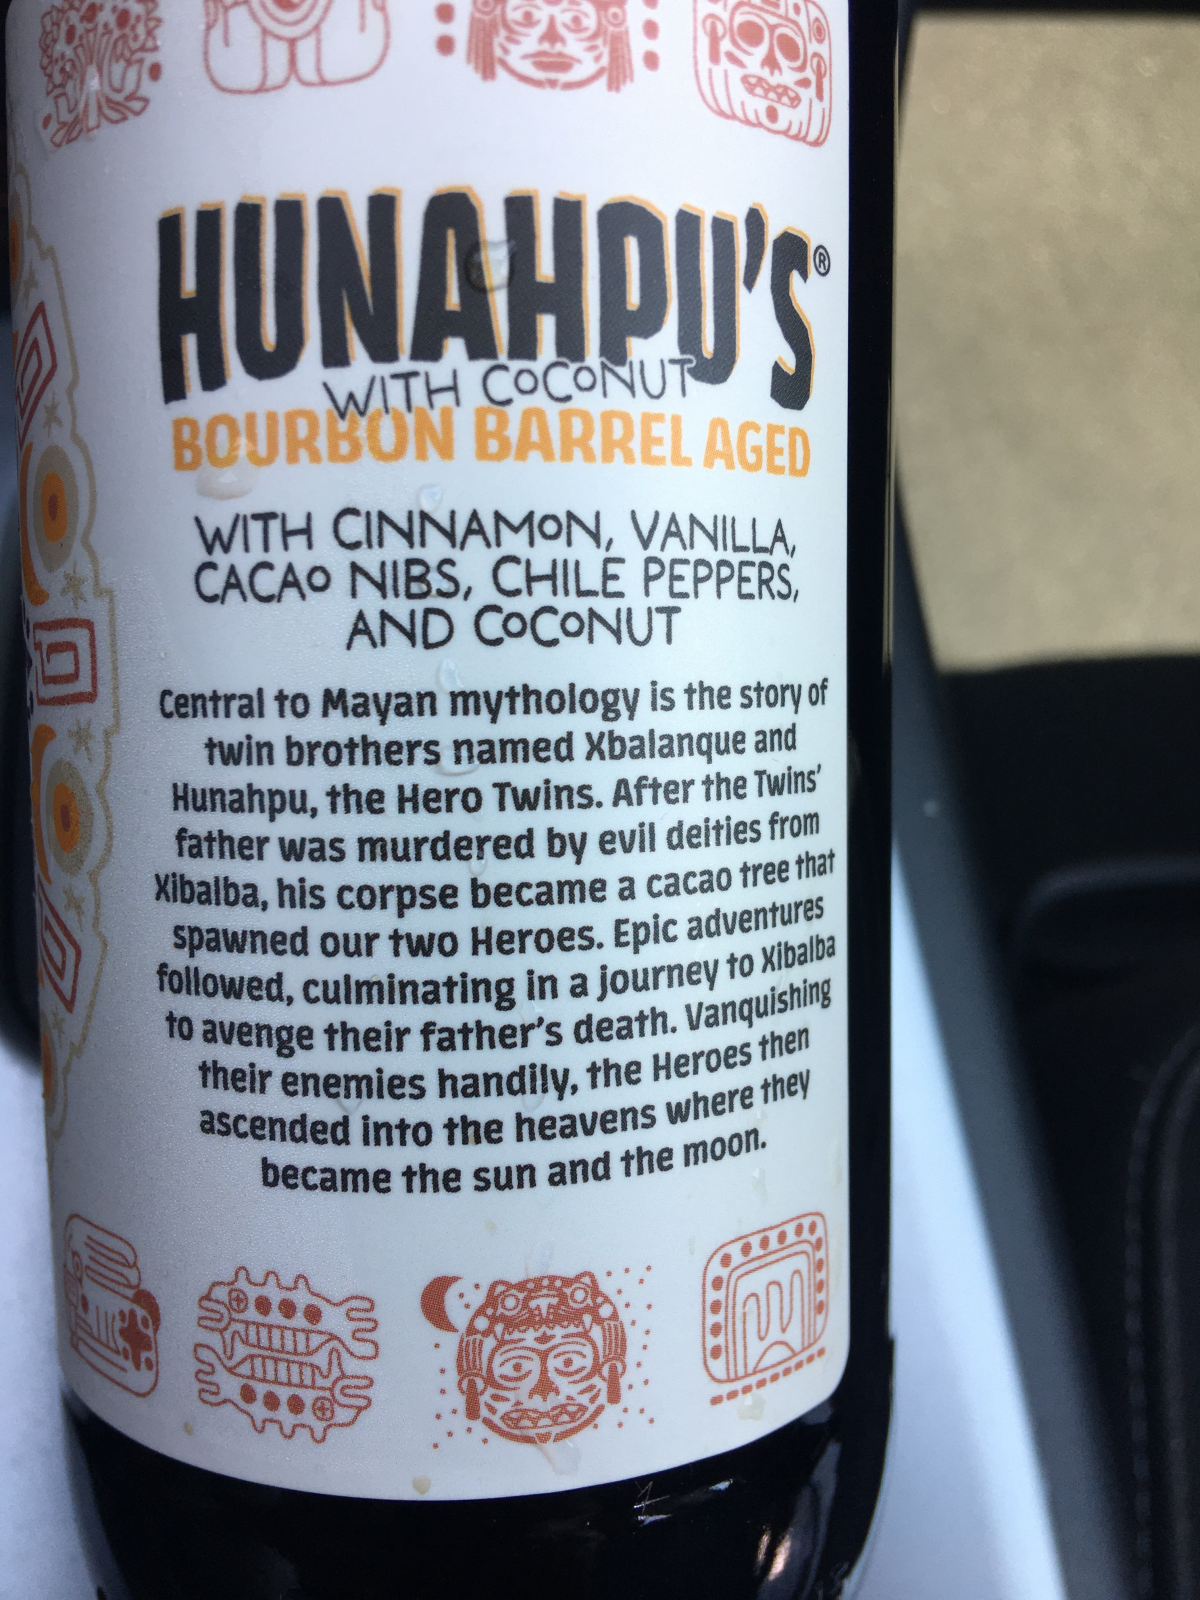 HUNAHPU'S®
WITH COCONUT
BOURBON BARREL AGED
WITH CINNAMON, VANILLA,
CACAO NIBS, CHILE PEPPERS,
AND COCONUT
Central to Mayan mythology is the story of
twin brothers named Xbalanque and
Hunahpu, the Hero Twins. After the Twins'
father was murdered by evil deities from
Xibalba, his corpse became a cacao tree that
spawned our two Heroes. Epic adventures
followed, culminating in a journey to Xibalba
to avenge their father's death. Vanquishing
their enemies handily, the Heroes then
ascended into the heavens where they
became the sun and the moon.